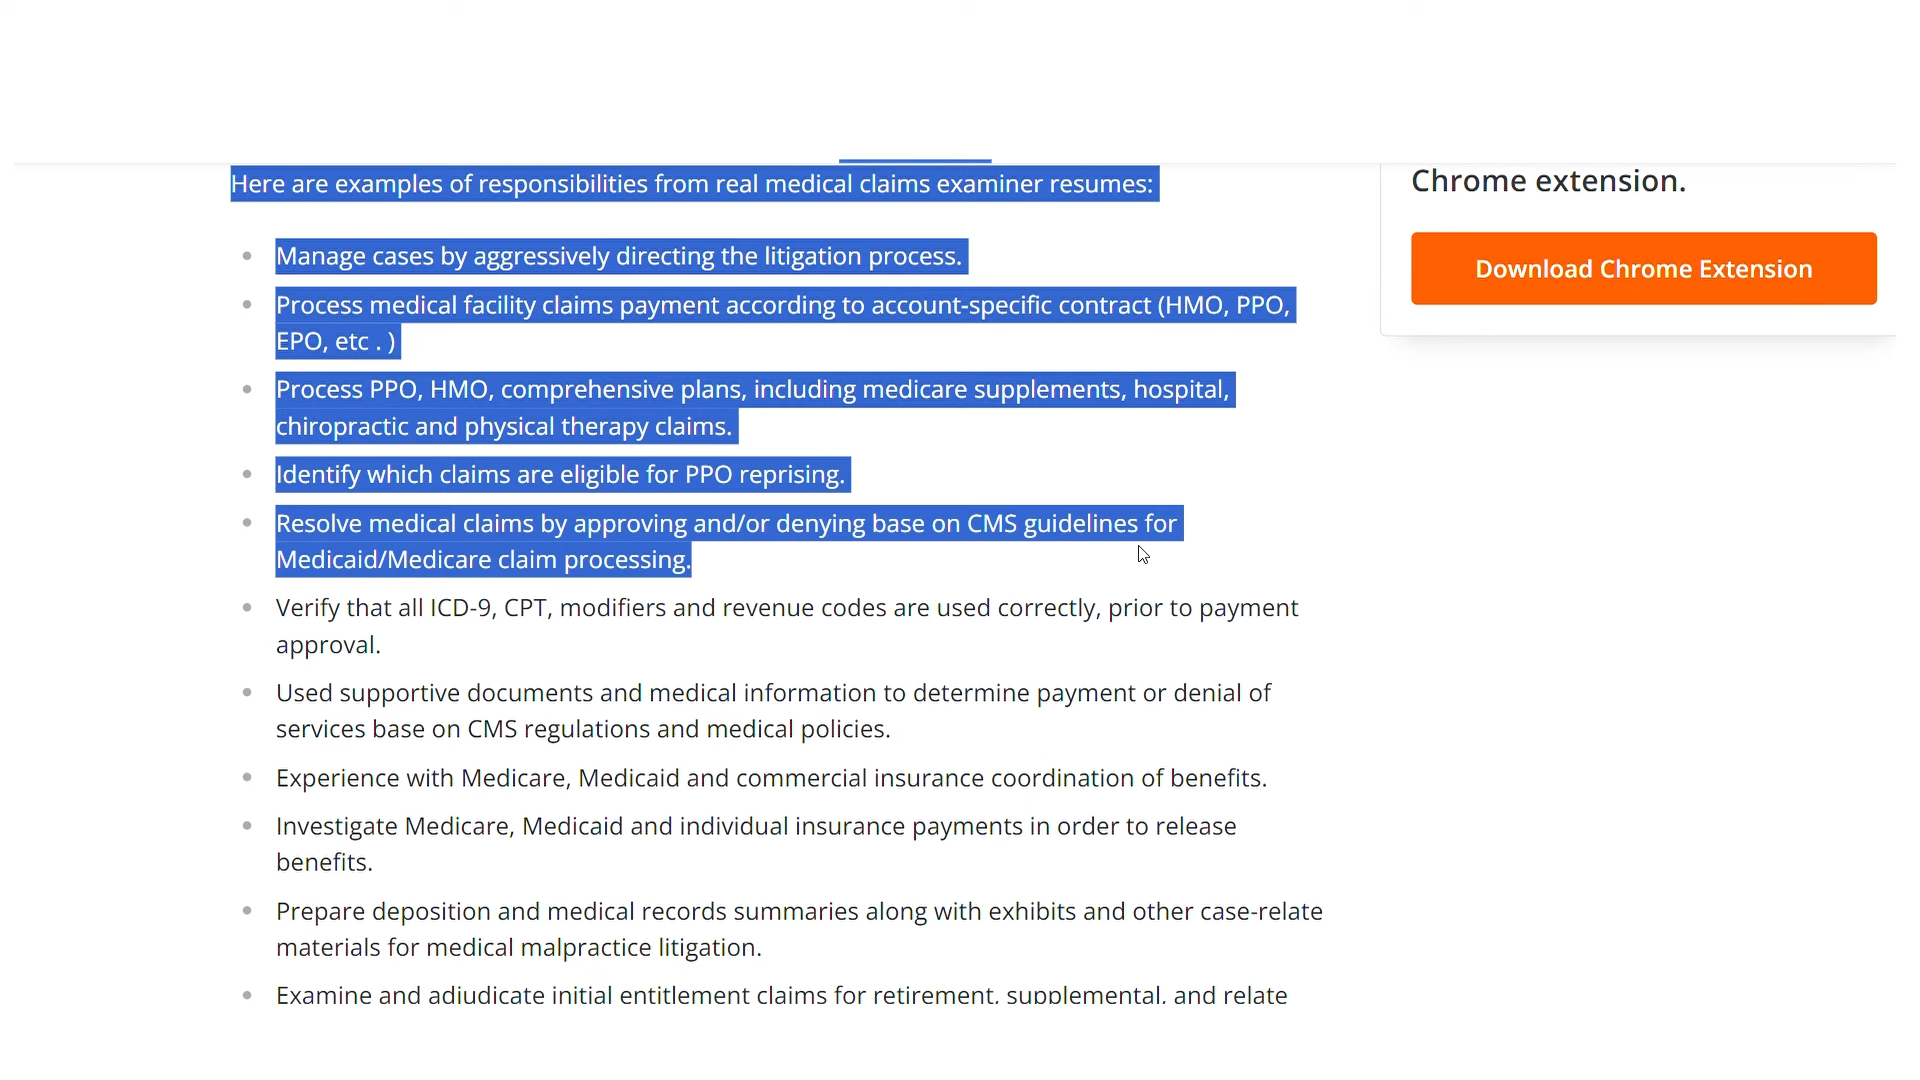 Here are examples of responsibilities from real medical claims examiner resumes:
Manage cases by aggressively directing the litigation process.
Process medical facility claims payment according to account-specific contract (HMO, PPO,
EPO, etc . )
Process PPO, HMO, comprehensive plans, including medicare supplements, hospital,
chiropractic and physical therapy claims.
Identify which claims are eligible for PPO reprising.
Resolve medical claims by approving and/or denying base on CMS guidelines for
Medicaid/Medicare claim processing.
Verify that all ICD-9, CPT, modifiers and revenue codes are used correctly, prior to payment
approval.
Used supportive documents and medical information to determine payment or denial of
services base on CMS regulations and medical policies.
Experience with Medicare, Medicaid and commercial insurance coordination of benefits.
Investigate Medicare, Medicaid and individual insurance payments in order to release
benefits.
Prepare deposition and medical records summaries along with exhibits and other case-relate
materials for medical malpractice litigation.
Examine and adjudicate initial entitlement claims for retirement, supplemental, and relate
Chrome extension.
Download Chrome Extension